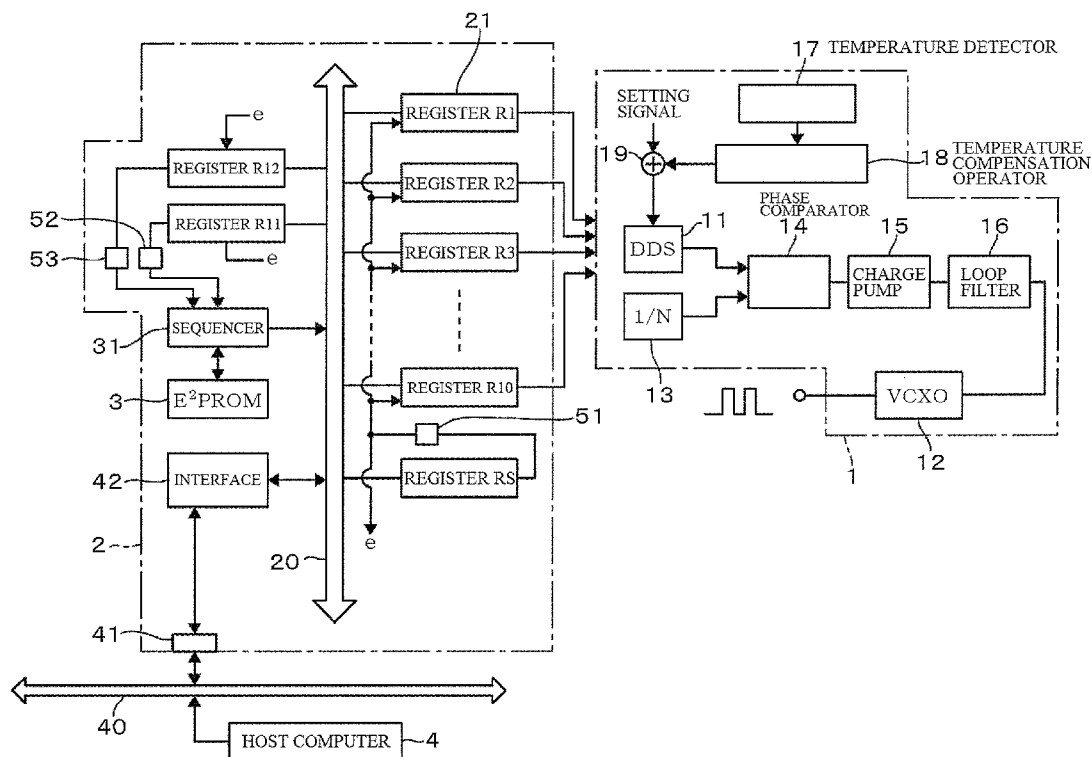 21
17 TEMPERATURE DETECTOR
SETTING
SIGNAL
e
REGISTER R1
19
18 TEMPERATURE
COMPENSATION
OPERATOR
REGISTER R12
REGISTER R2
PHASE
COMPARATOR
52
REGISTER R11
11
14
15
16
53
e
REGISTER R3
DDS
CHARGE
PUMP
LOOP
FILTER
SEQUENCER
1/N
31
13
3
E²PROM
REGISTER R10
51
VCXO
42
INTERFACE
REGISTER RS
1
12
2
20
e
41
40
HOST COMPUTER
4